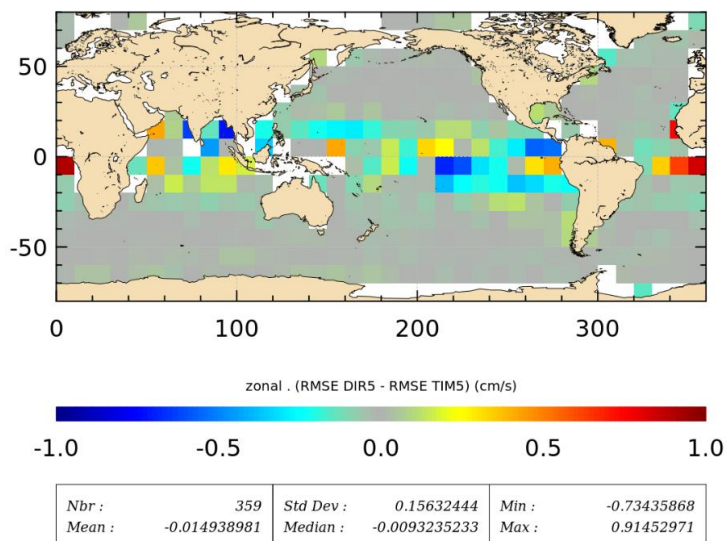 50
0
-50
0 100 200 300
zonal . (RMSE DIR5 - RMSE TIM5) (cm/s)
-1.0 -0.5 0.0 0.5 1.0
Nbr : 359 Std Dev : 0.15632444 Min : -0.73435868
Mean : -0.014938981 Median : -0.0093235233 Max : 0.91452971